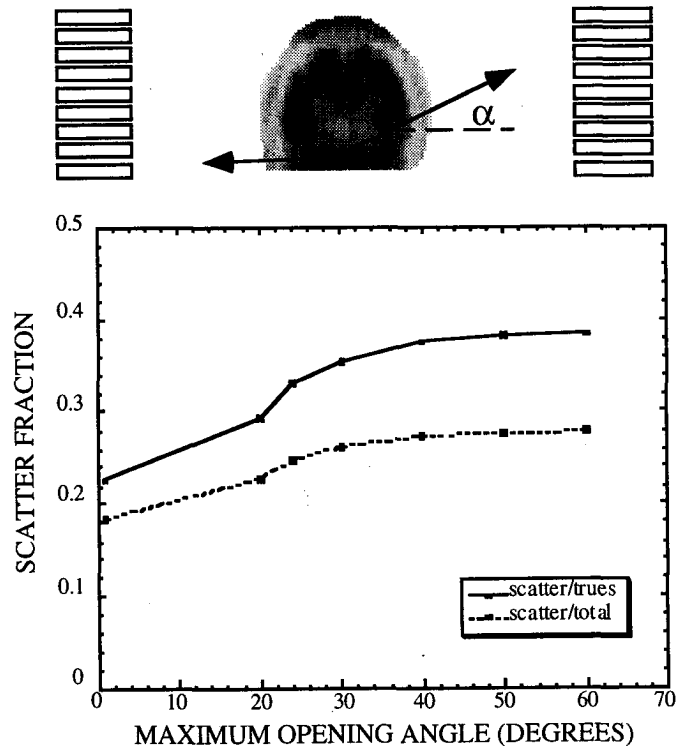 α
0.5
0.4
0.3
0.2
0.1
0
0 10 20 30 40 50 60 70
SCATTER FRACTION
MAXIMUM OPENING ANGLE (DEGREES)
scatter/trues
scatter/total